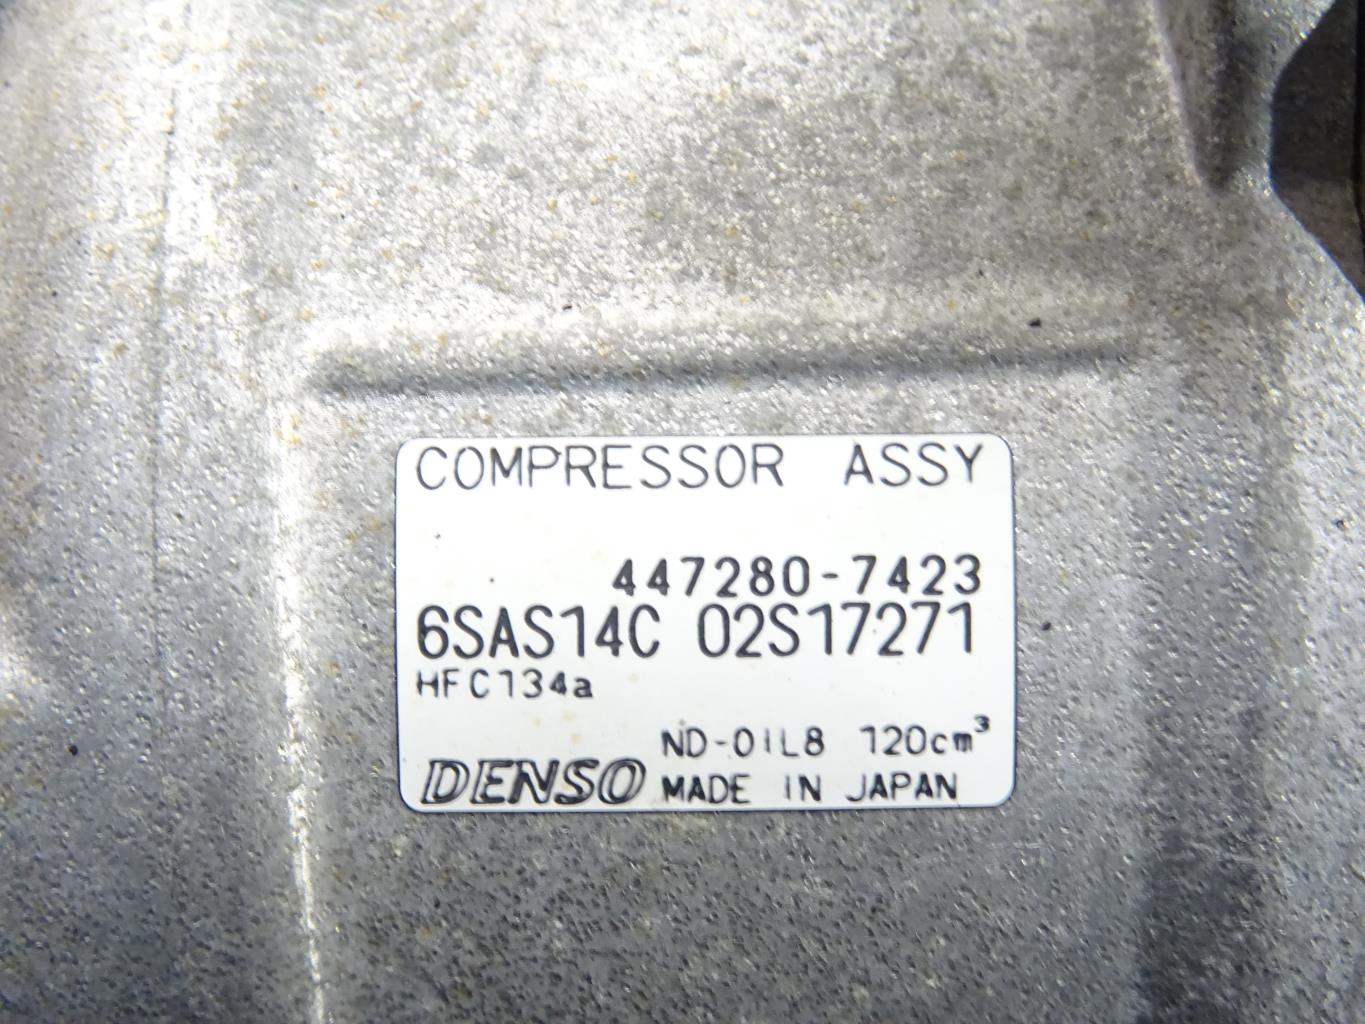 COMPRESSOR ASSY
447280-7423
6SAS14C 02S17271
HFC134a
ND-OIL8 120cm³
DENSO MADE IN JAPAN